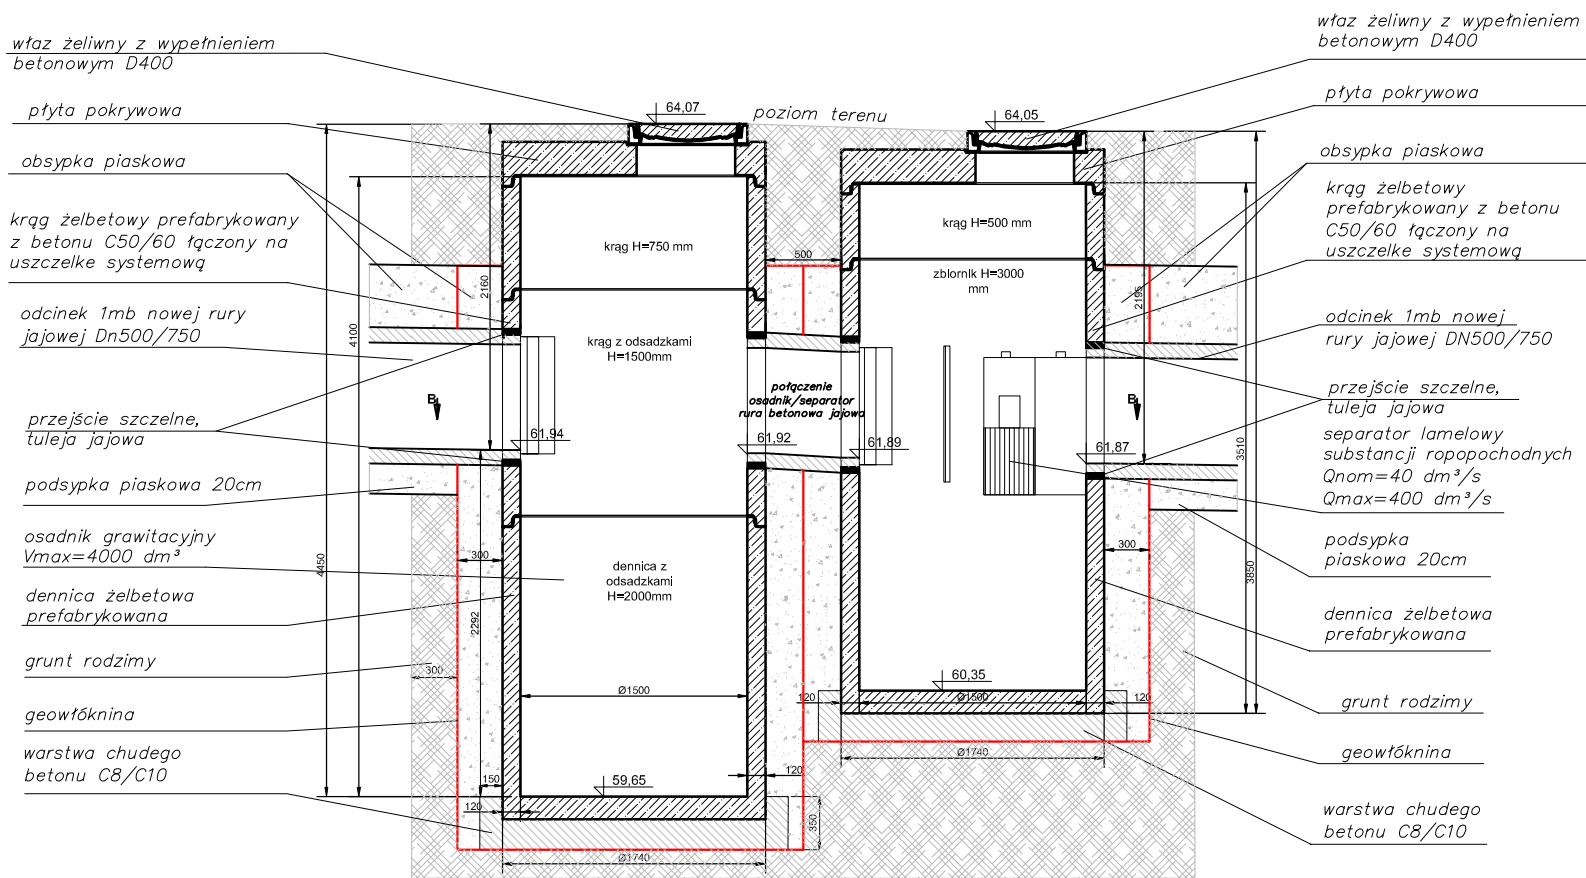 właz żeliwny z wypełnieniem
betonowym D400
płyta pokrywowa
obsypka piaskowa
krąg żelbetowy prefabrykowany
z betonu C50/60 łączony na
uszczelke systemową
odcinek 1mb nowej rury
jajowej Dn500/750
przejście szczelne,
tuleja jajowa
podsypka piaskowa 20cm
osadnik grawitacyjny
Vmax=4000 dm³
dennica żelbetowa
prefabrykowana
grunt rodzimy
geowłóknina
warstwa chudego
betonu C8/C10
4450
4100
2160
2292
B
300
300
150
120
64,07
poziom terenu
krąg H=750 mm
krąg z odsadzkami
H=1500mm
61,94
61,92
dennica z
odsadzkami
H=2000mm
Ø1500
59,65
120
350
Ø1740
500
połączenie
osadnik/separator
rura betonowa jajowa
64,05
krąg H=500 mm
zbiornik H=3000
mm
61,89
61,87
60,35
120
Ø1500
120
Ø1740
2195
B
300
3510
3850
właz żeliwny z wypełnieniem
betonowym D400
płyta pokrywowa
obsypka piaskowa
krąg żelbetowy
prefabrykowany z betonu
C50/60 łączony na
uszczelke systemową
odcinek 1mb nowej
rury jajowej DN500/750
przejście szczelne,
tuleja jajowa
separator lamelowy
substancji ropopochodnych
Qnom=40 dm³/s
Qmax=400 dm³/s
podsypka
piaskowa 20cm
dennica żelbetowa
prefabrykowana
grunt rodzimy
geowłóknina
warstwa chudego
betonu C8/C10